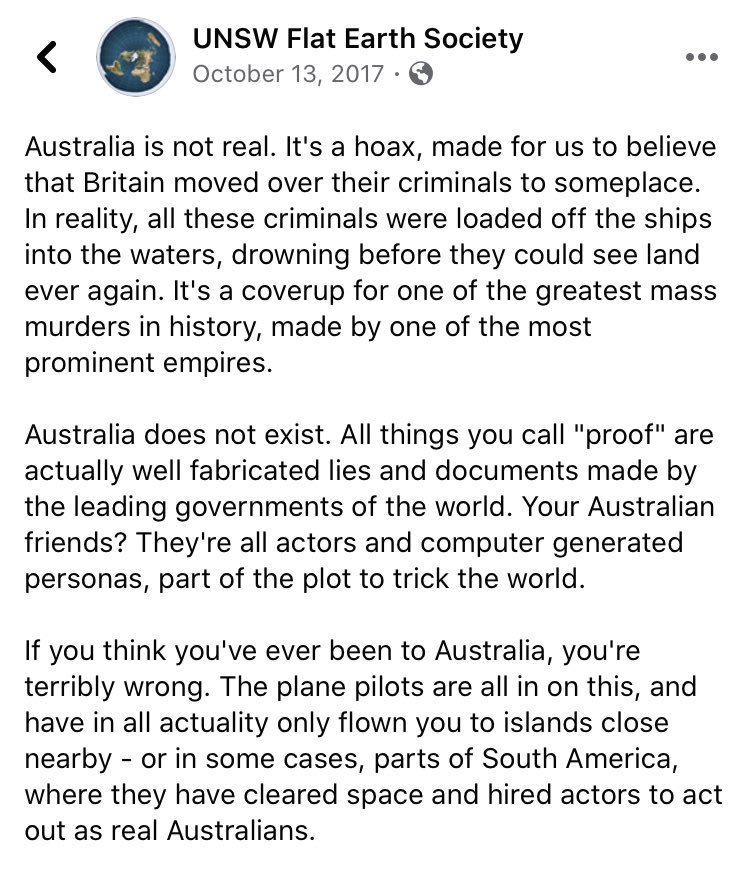 UNSW Flat Earth Society
October 13, 2017 ·
Australia is not real. It's a hoax, made for us to believe
that Britain moved over their criminals to someplace.
In reality, all these criminals were loaded off the ships
into the waters, drowning before they could see land
ever again. It's a coverup for one of the greatest mass
murders in history, made by one of the most
prominent empires.
Australia does not exist. All things you call "proof" are
actually well fabricated lies and documents made by
the leading governments of the world. Your Australian
friends? They're all actors and computer generated
personas, part of the plot to trick the world.
If you think you've ever been to Australia, you're
terribly wrong. The plane pilots are all in on this, and
have in all actuality only flown you to islands close
nearby - or in some cases, parts of South America,
where they have cleared space and hired actors to act
out as real Australians.